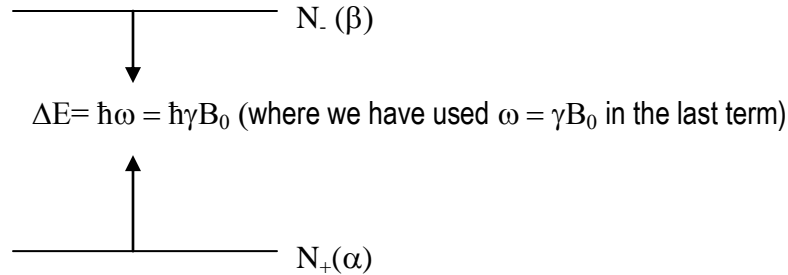 N₋ (β)
ΔE= ħω = ħγB₀ (where we have used ω = γB₀ in the last term)
N₊(α)